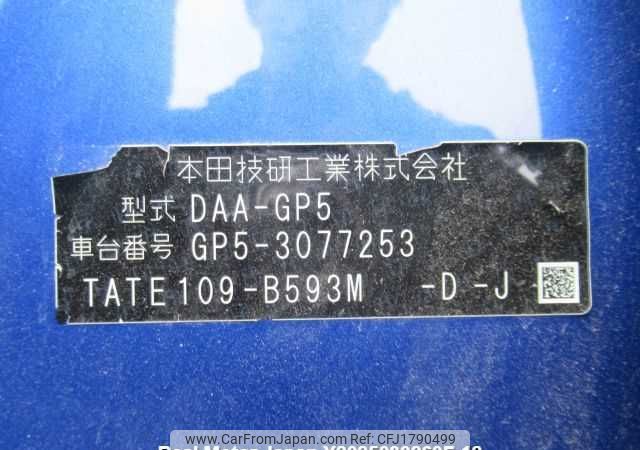 本田技研工業株式会社
型式 DAA-GP5
車台番号 GP5-3077253
TATE109-B593M -D-J
www.CarFromJapan.com CFJ1790499